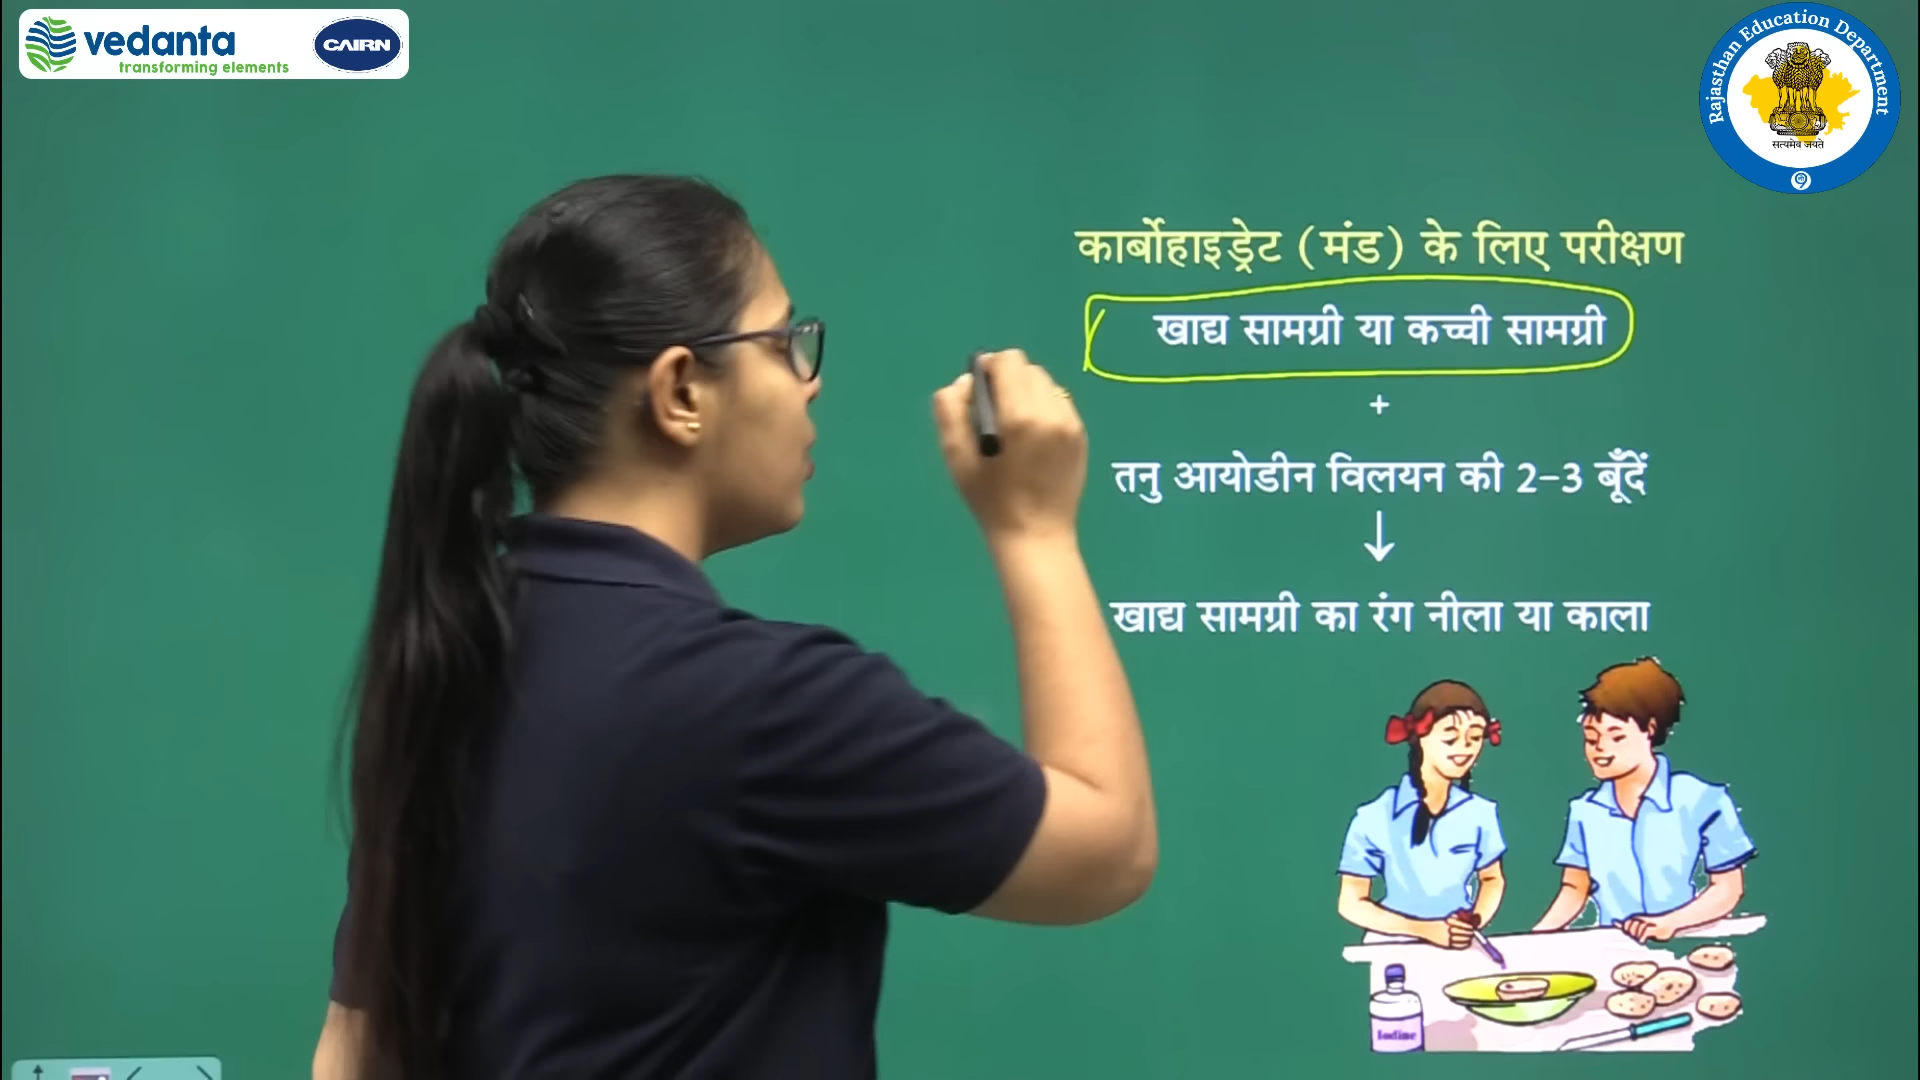 vedanta
transforming elements
CAIRN
Rajasthan Education Department
सत्यमेव जयते
कार्बोहाइड्रेट (मंड) के लिए परीक्षण
खाद्य सामग्री या कच्ची सामग्री
+
तनु आयोडीन विलयन की 2-3 बूँदें
↓
खाद्य सामग्री का रंग नीला या काला
Iodine